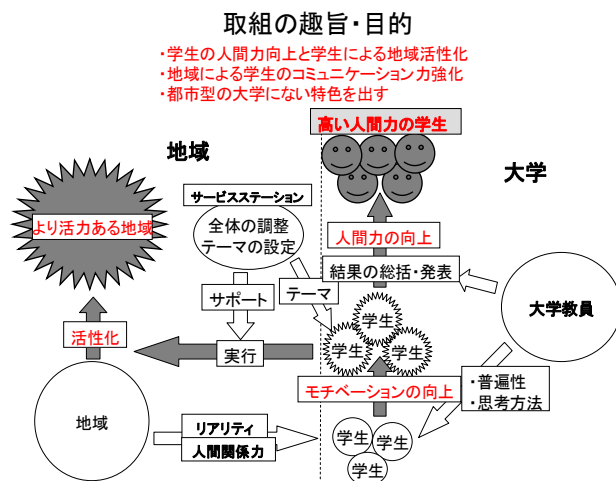 取組の趣旨・目的
・学生の人間力向上と学生による地域活性化
・地域による学生のコミュニケーション力強化
・都市型の大学にない特色を出す
高い人間力の学生
地域
大学
サービスステーション
より活力ある地域
全体の調整
テーマの設定
人間力の向上
結果の総括・発表
サポート
テーマ
大学教員
学生
活性化
実行
学生
学生
モチベーションの向上
・普遍性
・思考方法
地域
リアリティ
人間関係力
学生
学生
学生